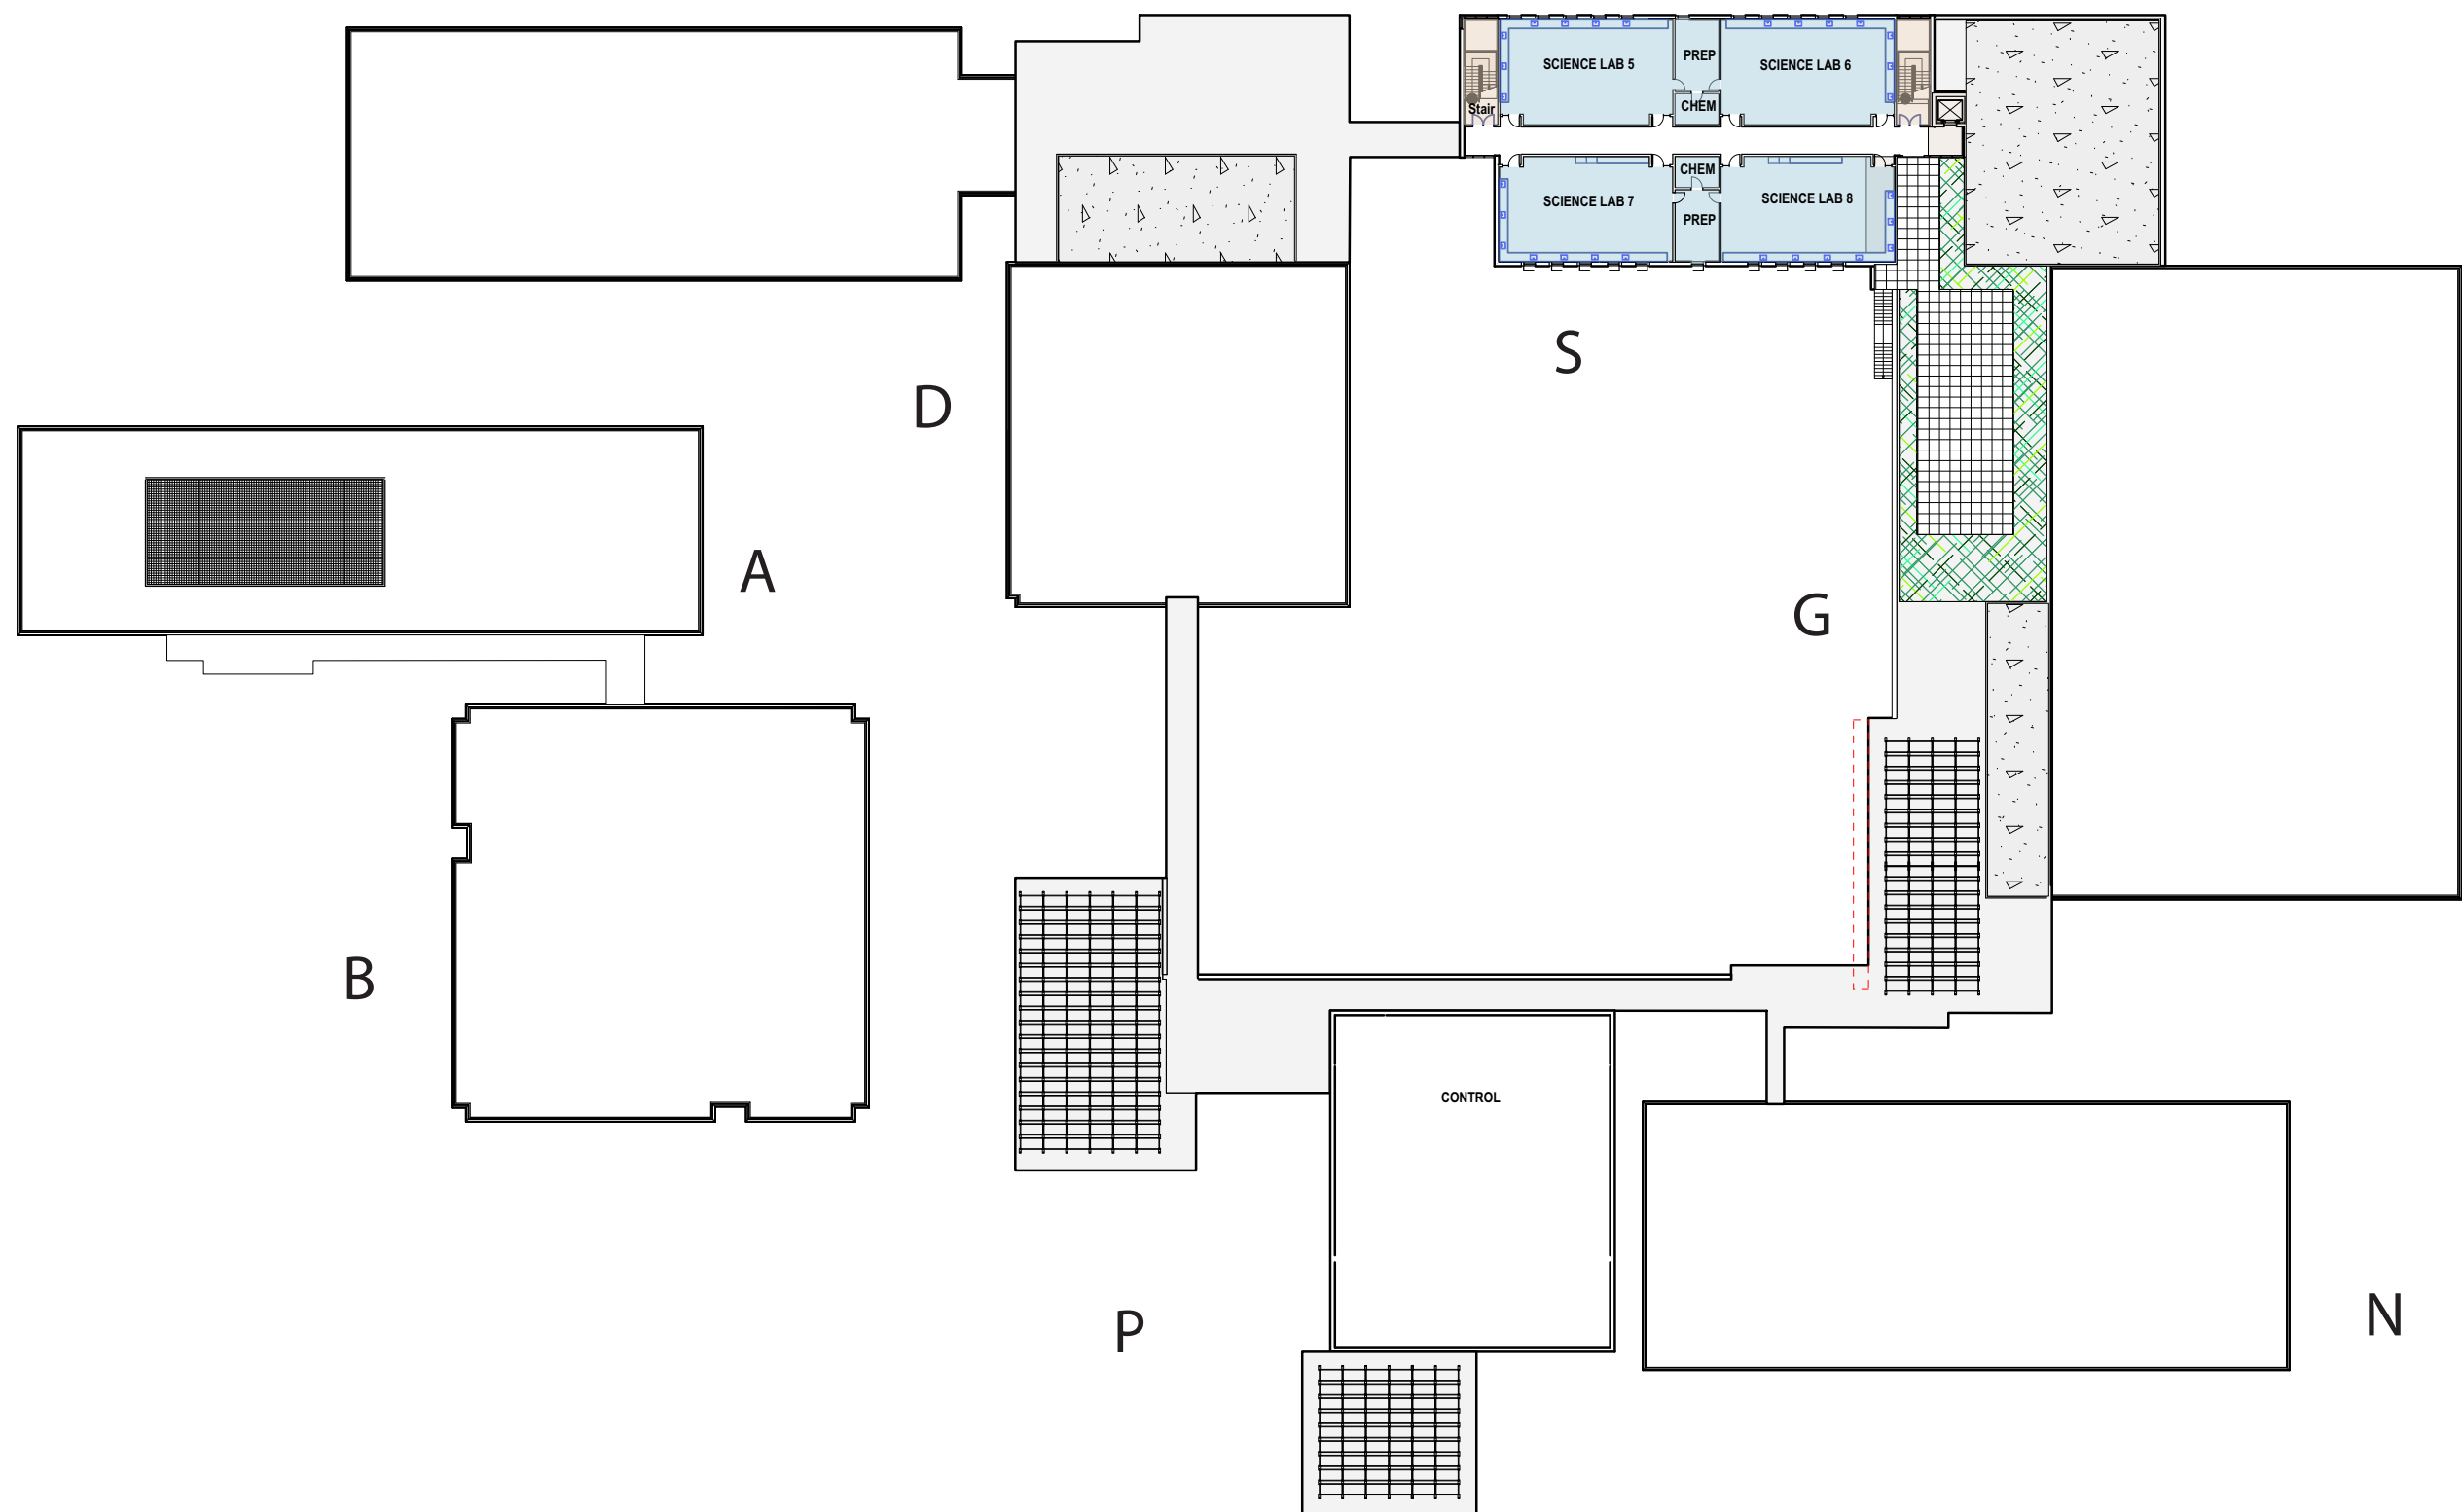 SCIENCE LAB 5
PREP
SCIENCE LAB 6
Stair
CHEM
CHEM
SCIENCE LAB 7
SCIENCE LAB 8
PREP
S
D
A
G
B
CONTROL
P
N